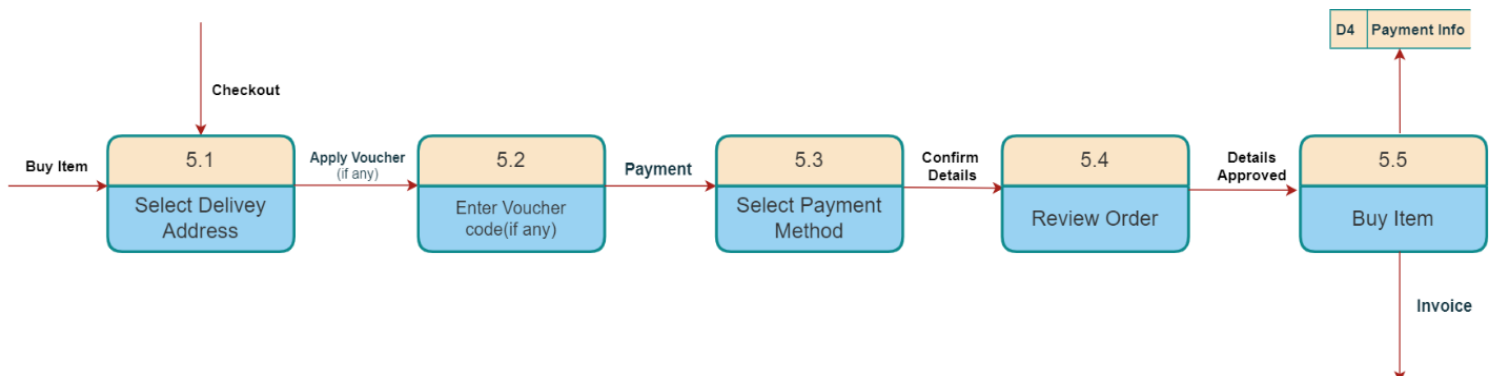 D4 Payment Info
Checkout
Buy Item
5.1
Select Delivey
Address
Apply Voucher
(if any)
5.2
Enter Voucher
code(if any)
Payment
5.3
Select Payment
Method
Confirm
Details
5.4
Review Order
Details
Approved
5.5
Buy Item
Invoice